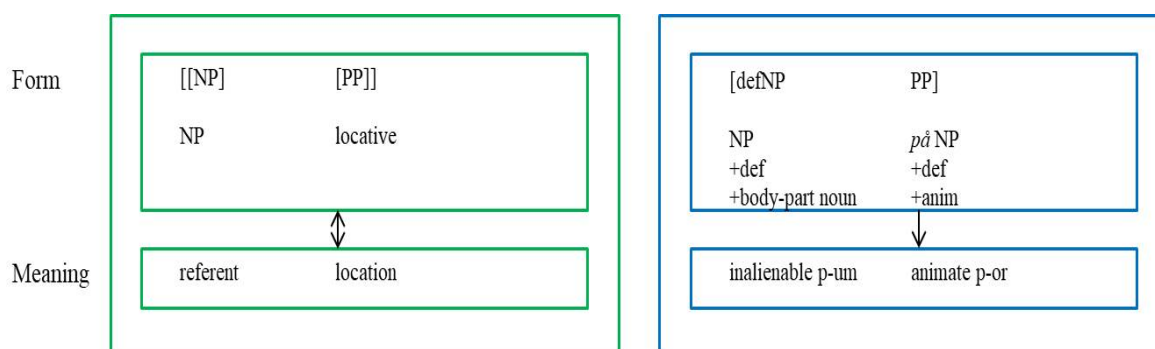 Form [[NP] [PP]] [defNP PP]
NP locative NP på NP
+def +def
+body-part noun +anim
Meaning referent location inalienable p-um animate p-or